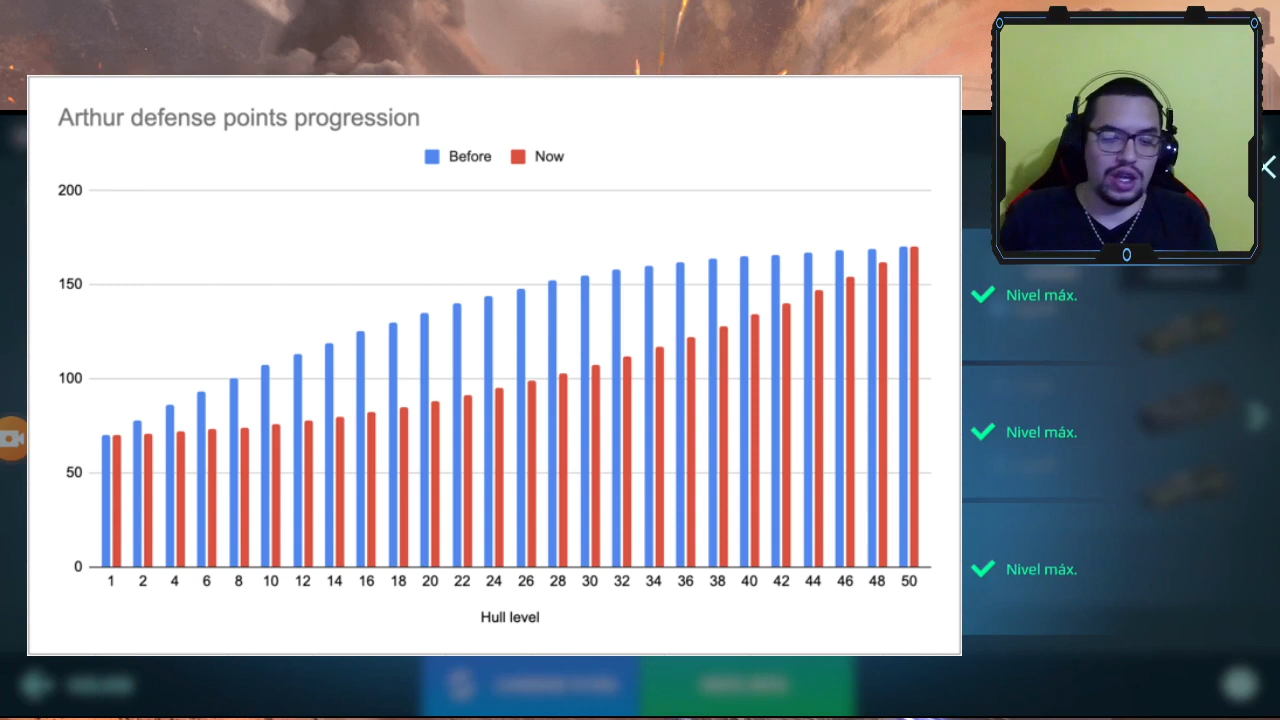 Arthur defense points progression
Before Now
200
150
100
50
0
1 2 4 6 8 10 12 14 16 18 20 22 24 26 28 30 32 34 36 38 40 42 44 46 48 50
Hull level
Nivel máx.
Nivel máx.
Nivel máx.